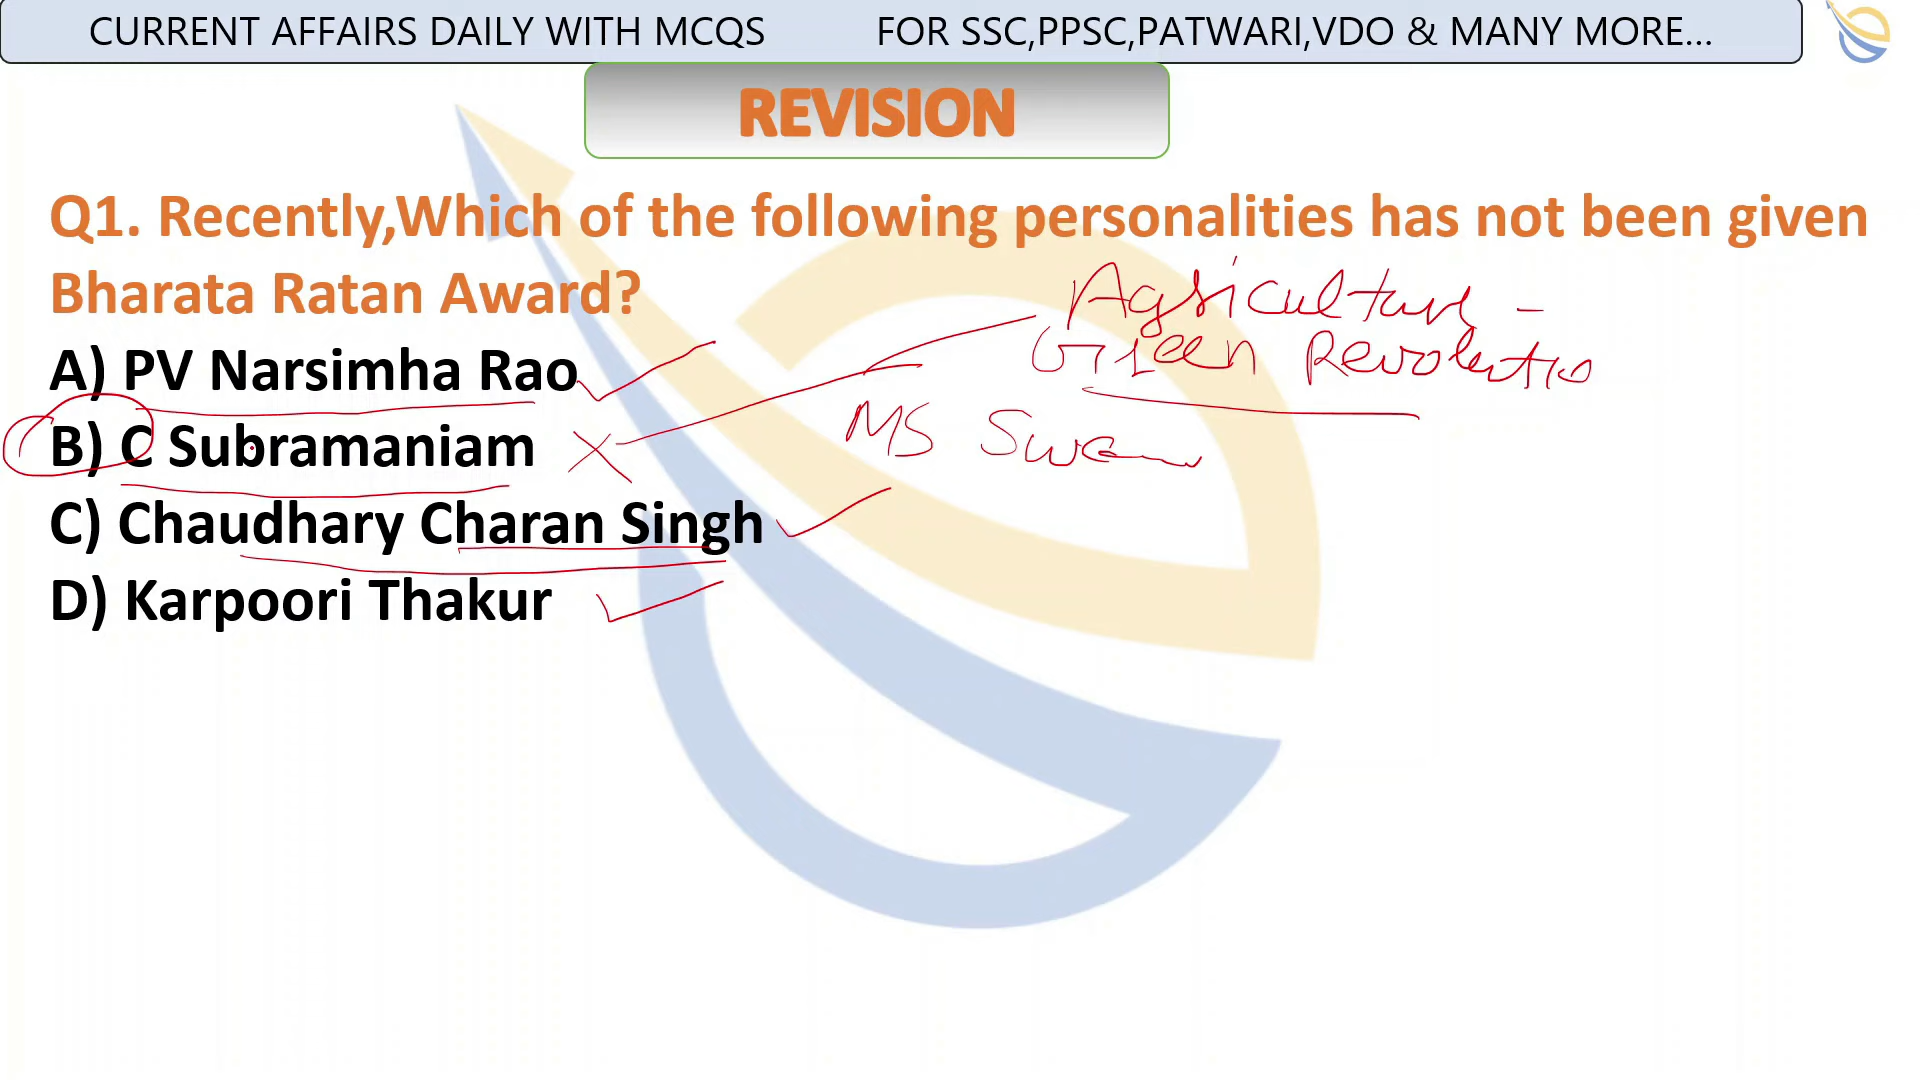 CURRENT AFFAIRS DAILY WITH MCQS FOR SSC,PPSC,PATWARI,VDO & MANY MORE...
REVISION
Q1. Recently,Which of the following personalities has not been given
Bharata Ratan Award?
Agriculture -
Green Revolutio
A) PV Narsimha Rao
B) C Subramaniam
MS Swam
C) Chaudhary Charan Singh
D) Karpoori Thakur